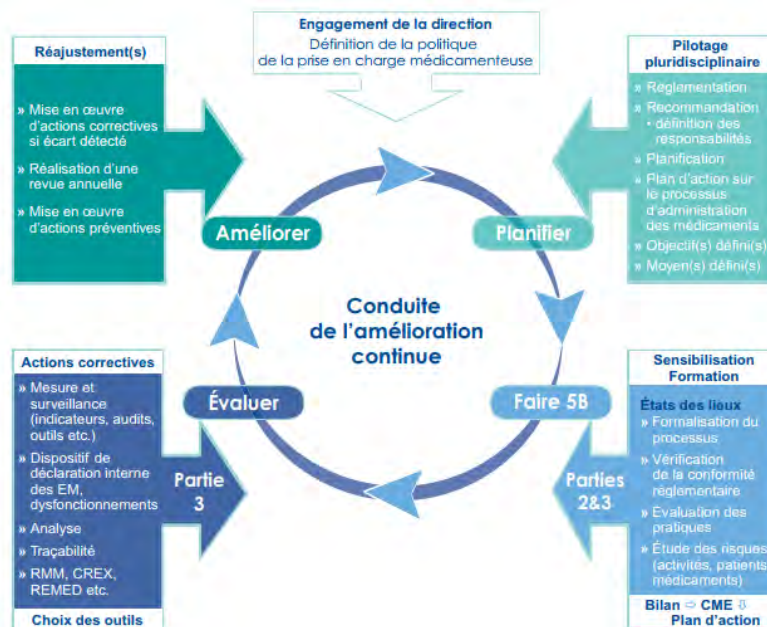 Engagement de la direction
Définition de la politique
de la prise en charge médicamenteuse
Réajustement(s)
» Mise en œuvre
d'actions correctives
si écart détecté
» Réalisation d'une
revue annuelle
» Mise en œuvre
d'actions préventives
Pilotage
pluridisciplinaire
» Réglementation
» Recommandation
• définition des
responsabilités
» Planification
» Plan d'action sur
le processus
d'administration
des médicaments
» Objectif(s) défini(s)
» Moyen(s) défini(s)
Améliorer
Planifier
Conduite
de l'amélioration
continue
Évaluer
Faire 5B
Actions correctives
» Mesure et
surveillance
(indicateurs, audits,
outils etc.)
» Dispositif de
déclaration interne
des EM,
dysfonctionnements
» Analyse
» Traçabilité
» RMM, CREX,
REMED etc.
Choix des outils
Partie
3
Parties
2&3
Sensibilisation
Formation
États des lieux
» Formalisation du
processus
» Vérification
de la conformité
réglementaire
» Évaluation des
pratiques
» Étude des risques
(activités, patients
médicaments)
Bilan ⇨ CME ⇩
Plan d'action